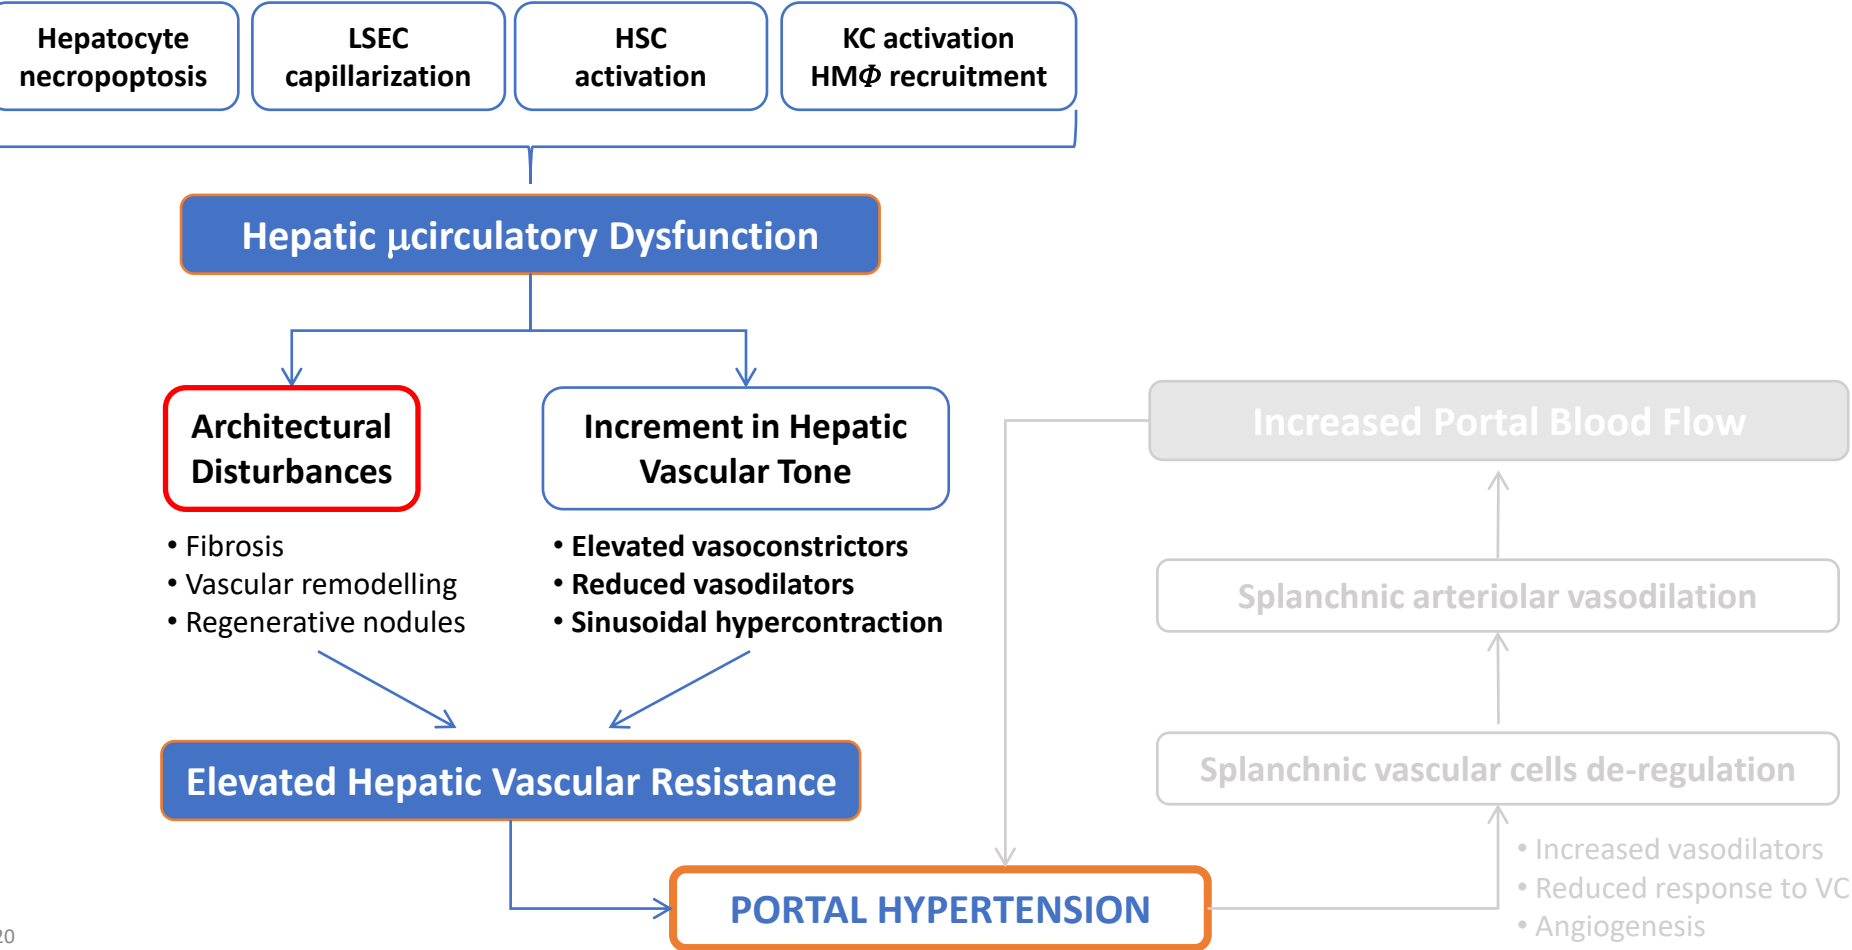 Hepatocyte
necropoptosis
LSEC
capillarization
HSC
activation
KC activation
HMΦ recruitment
Hepatic μcirculatory Dysfunction
Architectural
Disturbances
Increment in Hepatic
Vascular Tone
• Fibrosis
• Vascular remodelling
• Regenerative nodules
• Elevated vasoconstrictors
• Reduced vasodilators
• Sinusoidal hypercontraction
Elevated Hepatic Vascular Resistance
PORTAL HYPERTENSION
Increased Portal Blood Flow
Splanchnic arteriolar vasodilation
Splanchnic vascular cells de-regulation
• Increased vasodilators
• Reduced response to VC
• Angiogenesis
20